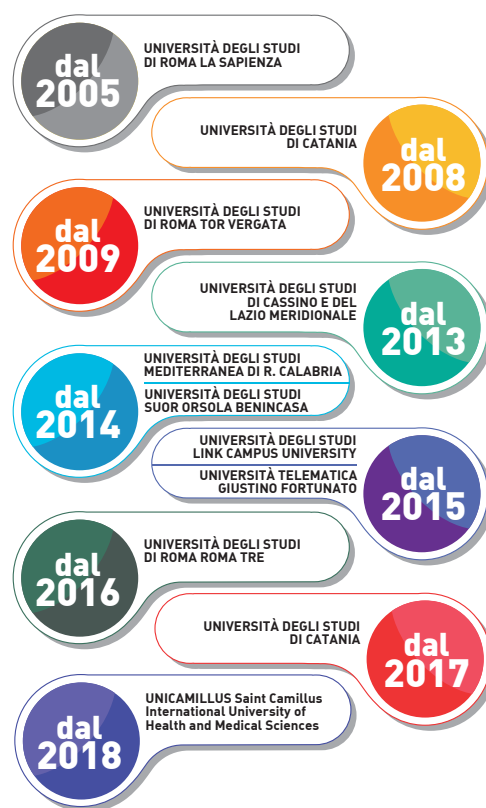 dal
2005
UNIVERSITÀ DEGLI STUDI
DI ROMA LA SAPIENZA
UNIVERSITÀ DEGLI STUDI
DI CATANIA
dal
2008
dal
2009
UNIVERSITÀ DEGLI STUDI
DI ROMA TOR VERGATA
UNIVERSITÀ DEGLI STUDI
DI CASSINO E DEL
LAZIO MERIDIONALE
dal
2013
dal
2014
UNIVERSITÀ DEGLI STUDI
MEDITERRANEA DI R. CALABRIA
UNIVERSITÀ DEGLI STUDI
SUOR ORSOLA BENINCASA
UNIVERSITÀ DEGLI STUDI
LINK CAMPUS UNIVERSITY
UNIVERSITÀ TELEMATICA
GIUSTINO FORTUNATO
dal
2015
dal
2016
UNIVERSITÀ DEGLI STUDI
DI ROMA ROMA TRE
UNIVERSITÀ DEGLI STUDI
DI CATANIA
dal
2017
dal
2018
UNICAMILLUS Saint Camillus
International University of
Health and Medical Sciences